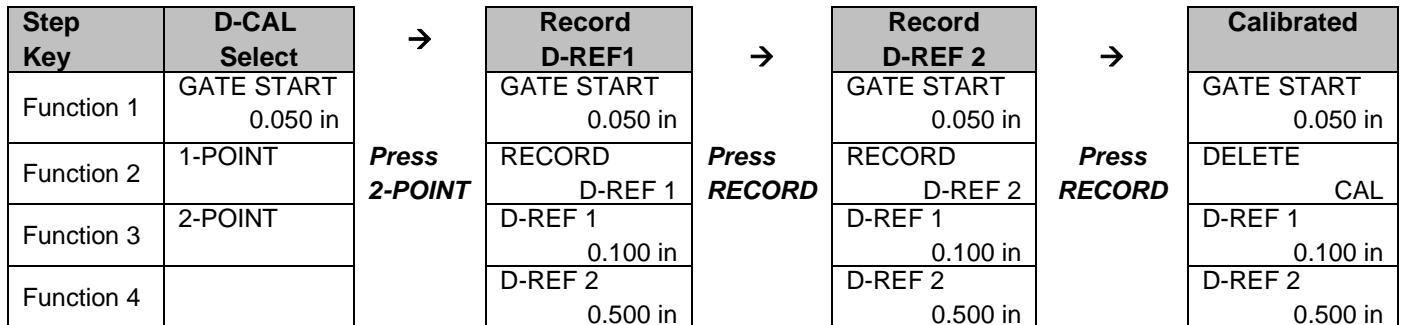 Step Key D-CAL Select → Record D-REF1 → Record D-REF 2 → Calibrated
Function 1 GATE START 0.050 in GATE START 0.050 in GATE START 0.050 in GATE START 0.050 in
Function 2 1-POINT Press 2-POINT RECORD D-REF 1 Press RECORD RECORD D-REF 2 Press RECORD DELETE CAL
Function 3 2-POINT D-REF 1 0.100 in D-REF 1 0.100 in D-REF 1 0.100 in
Function 4 D-REF 2 0.500 in D-REF 2 0.500 in D-REF 2 0.500 in